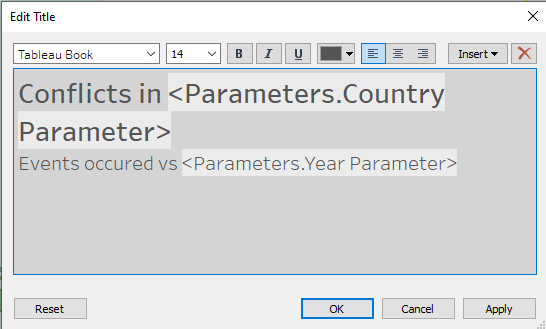 Edit Title
Tableau Book 14 B I U Insert
Conflicts in <Parameters.Country
Parameter>
Events occured vs <Parameters.Year Parameter>
Reset OK Cancel Apply